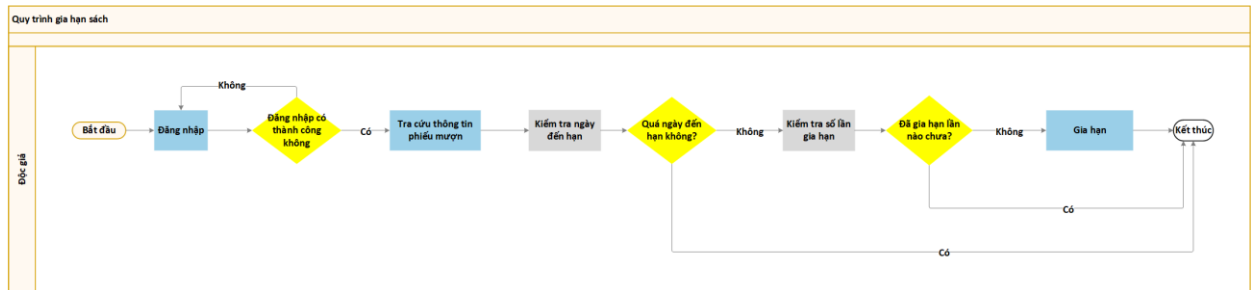 Quy trình gia hạn sách
Độc giả
Bắt đầu
Đăng nhập
Không
Đăng nhập có
thành công
không
Có
Tra cứu thông tin
phiếu mượn
Kiểm tra ngày
đến hạn
Quá ngày đến
hạn không?
Không
Kiểm tra số lần
gia hạn
Đã gia hạn lần
nào chưa?
Không
Gia hạn
Kết thúc
Có
Có